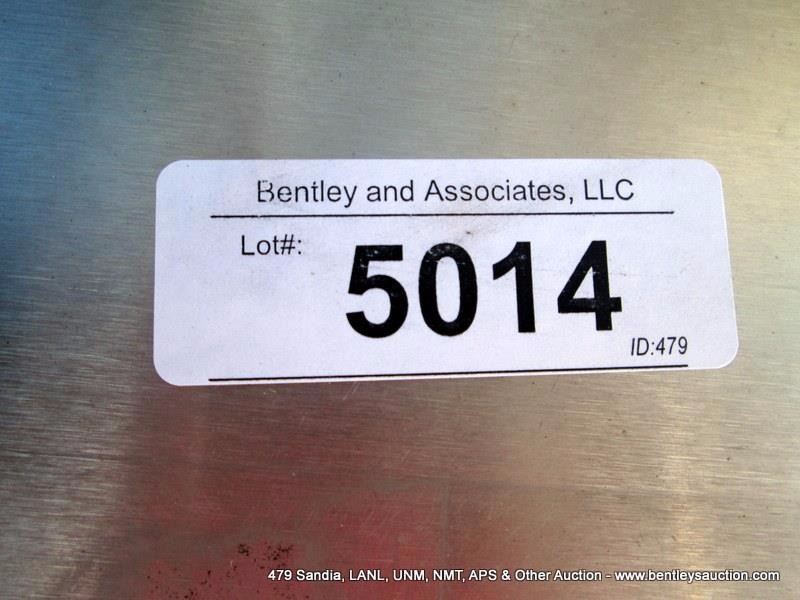 Bentley and Associates, LLC
Lot#:
5014
ID:479
479 Sandia, LANL, UNM, NMT, APS & Other Auction - www.bentleysauction.com